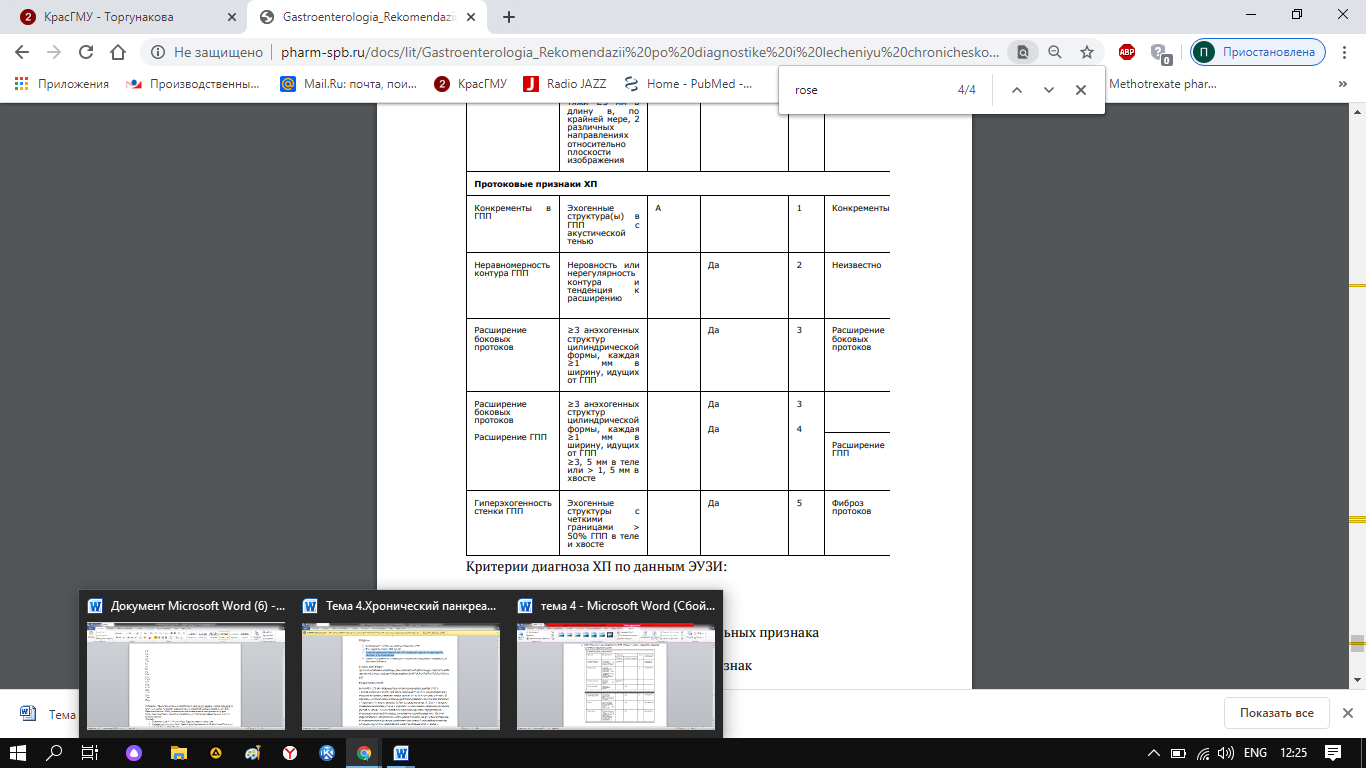 КрасГМУ - Торгунакова
Gastroenterologia_Rekomendazii
Не защищено
pharm-spb.ru/docs/lit/Gastroenterologia_Rekomendazii%20po%20diagnostike%20i%20lecheniyu%20chronichesko...
ABP
0
П
Приостановлена
Приложения
Производственны...
Mail.Ru: почта, пои...
2
КрасГМУ
Radio JAZZ
Home - PubMed -...
Methotrexate phar...
»
rose
4/4
длину в, по
крайней мере, 2
различных
направлениях
относительно
плоскости
изображения
Протоковые признаки ХП
Конкременты в
ГПП
Эхогенные
структура(ы) в
ГПП с
акустической
тенью
А
1
Конкременты
Неравномерность
контура ГПП
Неровность или
нерегулярность
контура и
тенденция к
расширению
Да
2
Неизвестно
Расширение
боковых
протоков
≥3 анэхогенных
структур
цилиндрической
формы, каждая
≥1 мм в
ширину, идущих
от ГПП
Да
3
Расширение
боковых
протоков
Расширение
боковых
протоков
Расширение ГПП
≥3 анэхогенных
структур
цилиндрической
формы, каждая
≥1 мм в
ширину, идущих
от ГПП
≥3, 5 мм в теле
или > 1, 5 мм в
хвосте
Да
Да
3
4
Расширение
ГПП
Гиперэхогенность
стенки ГПП
Эхогенные
структуры с
четкими
границами >
50% ГПП в теле
и хвосте
Да
5
Фиброз
протоков
Критерии диагноза ХП по данным ЭУЗИ:
льных признака
знак
Документ Microsoft Word (6) -...
Тема 4.Хронический панкреа...
тема 4 - Microsoft Word (Сбой...
Тема
Показать все
ENG
12:25